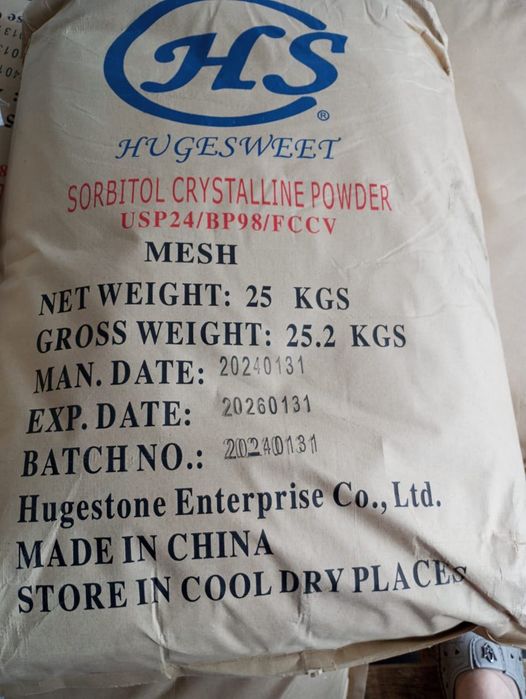 HS
®
HUGESWEET
SORBITOL CRYSTALLINE POWDER
USP24/BP98/FCCV
MESH
NET WEIGHT: 25 KGS
GROSS WEIGHT: 25.2 KGS
MAN. DATE: 20240131
EXP. DATE: 20260131
BATCH NO.: 20240131
Hugestone Enterprise Co., Ltd.
MADE IN CHINA
STORE IN COOL DRY PLACES